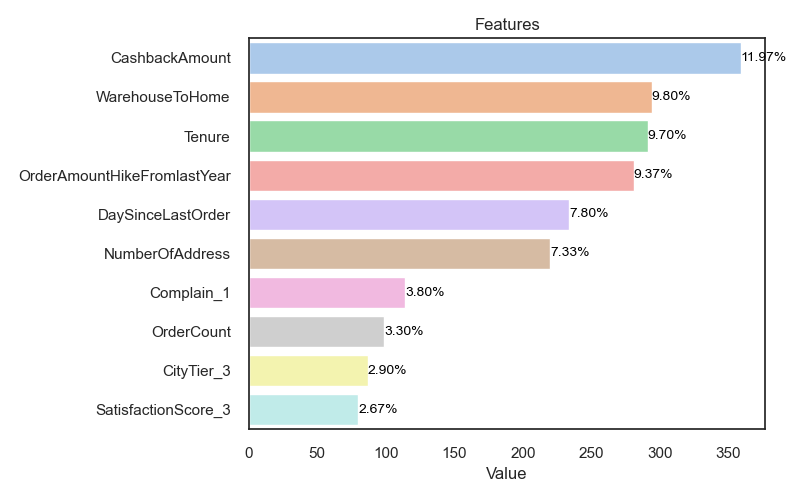 Features
CashbackAmount 11.97%
WarehouseToHome 9.80%
Tenure 9.70%
OrderAmountHikeFromlastYear 9.37%
DaySinceLastOrder 7.80%
NumberOfAddress 7.33%
Complain_1 3.80%
OrderCount 3.30%
CityTier_3 2.90%
SatisfactionScore_3 2.67%
0 50 100 150 200 250 300 350
Value